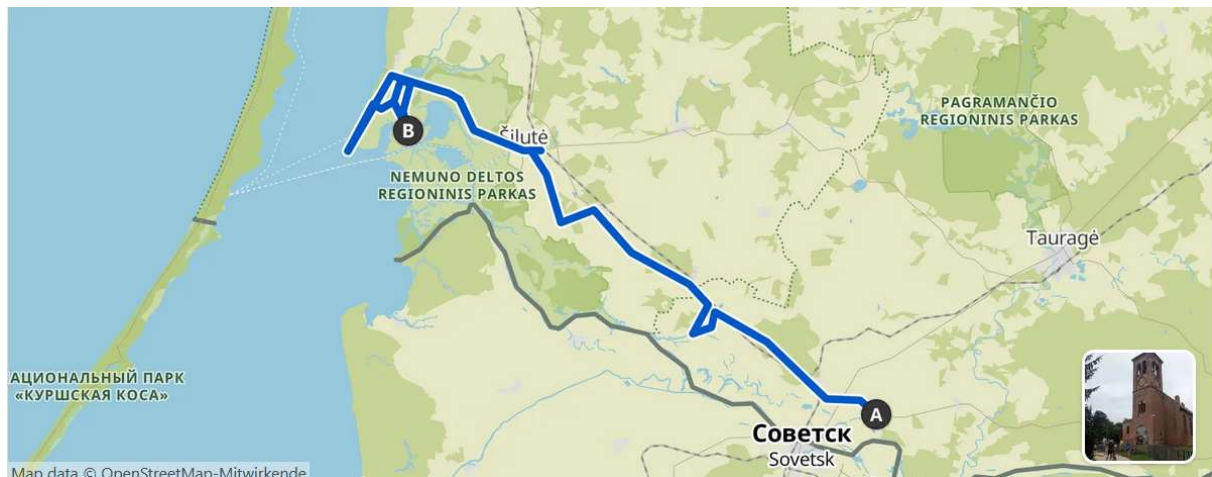 PAGRAMANČIO
REGIONINIS PARKAS
Šilutė
B
NEMUNO DELTOS
REGIONINIS PARKAS
Tauragė
АЦИОНАЛЬНЫЙ ПАРК
«КУРШСКАЯ КОСА»
A
Советск
Sovetsk
Map data © OpenStreetMap-Mitwirkende